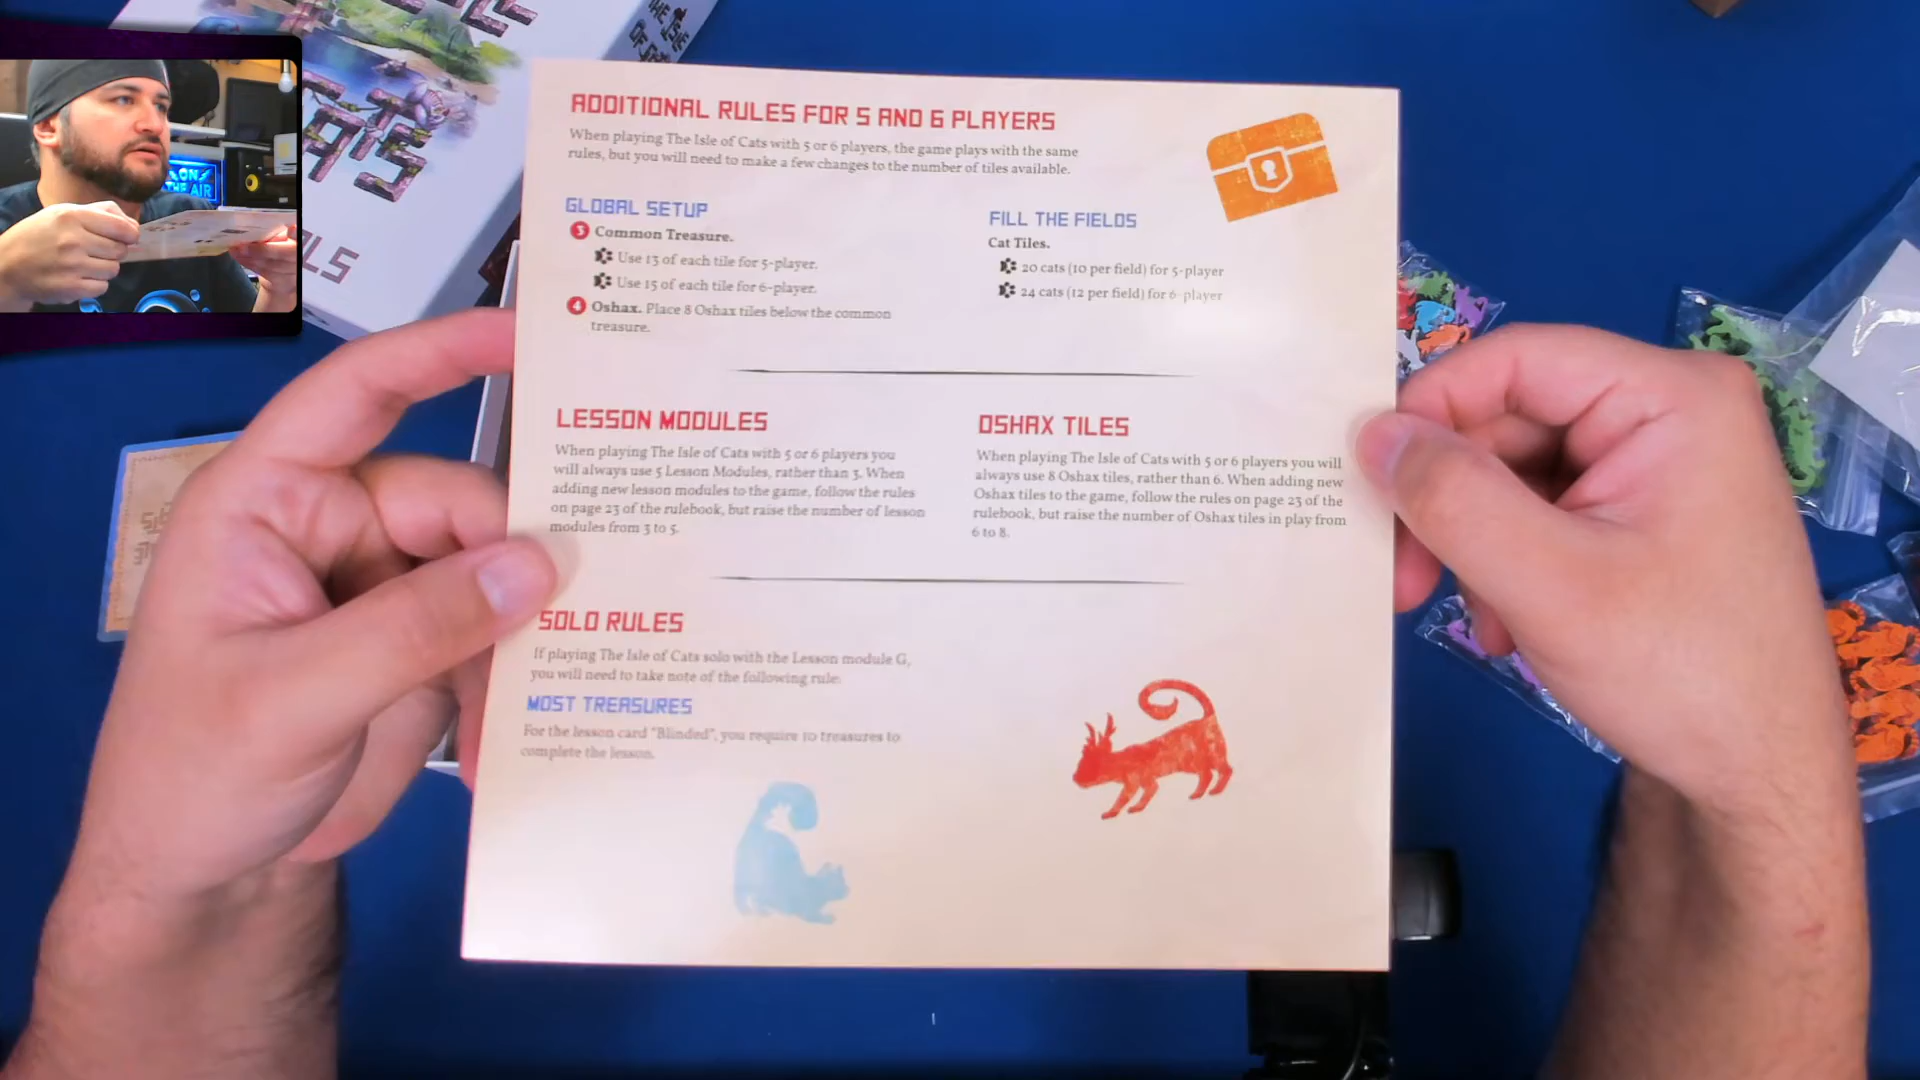 ADDITIONAL RULES FOR 5 AND 6 PLAYERS
When playing The Isle of Cats with 5 or 6 players, the game plays with the same
rules, but you will need to make a few changes to the number of tiles available.
GLOBAL SETUP
3 Common Treasure.
Use 13 of each tile for 5-player.
Use 15 of each tile for 6-player.
4 Oshax. Place 8 Oshax tiles below the common
treasure.
FILL THE FIELDS
Cat Tiles.
20 cats (10 per field) for 5-player
24 cats (12 per field) for 6-player
LESSON MODULES
When playing The Isle of Cats with 5 or 6 players you
will always use 5 Lesson Modules, rather than 3. When
adding new lesson modules to the game, follow the rules
on page 23 of the rulebook, but raise the number of lesson
modules from 3 to 5.
OSHAX TILES
When playing The Isle of Cats with 5 or 6 players you will
always use 8 Oshax tiles, rather than 6. When adding new
Oshax tiles to the game, follow the rules on page 23 of the
rulebook, but raise the number of Oshax tiles in play from
6 to 8.
SOLO RULES
If playing The Isle of Cats solo with the Lesson module G,
you will need to take note of the following rule:
MOST TREASURES
For the lesson card "Blinded", you require 10 treasures to
complete the lesson.
ON
THE AIR